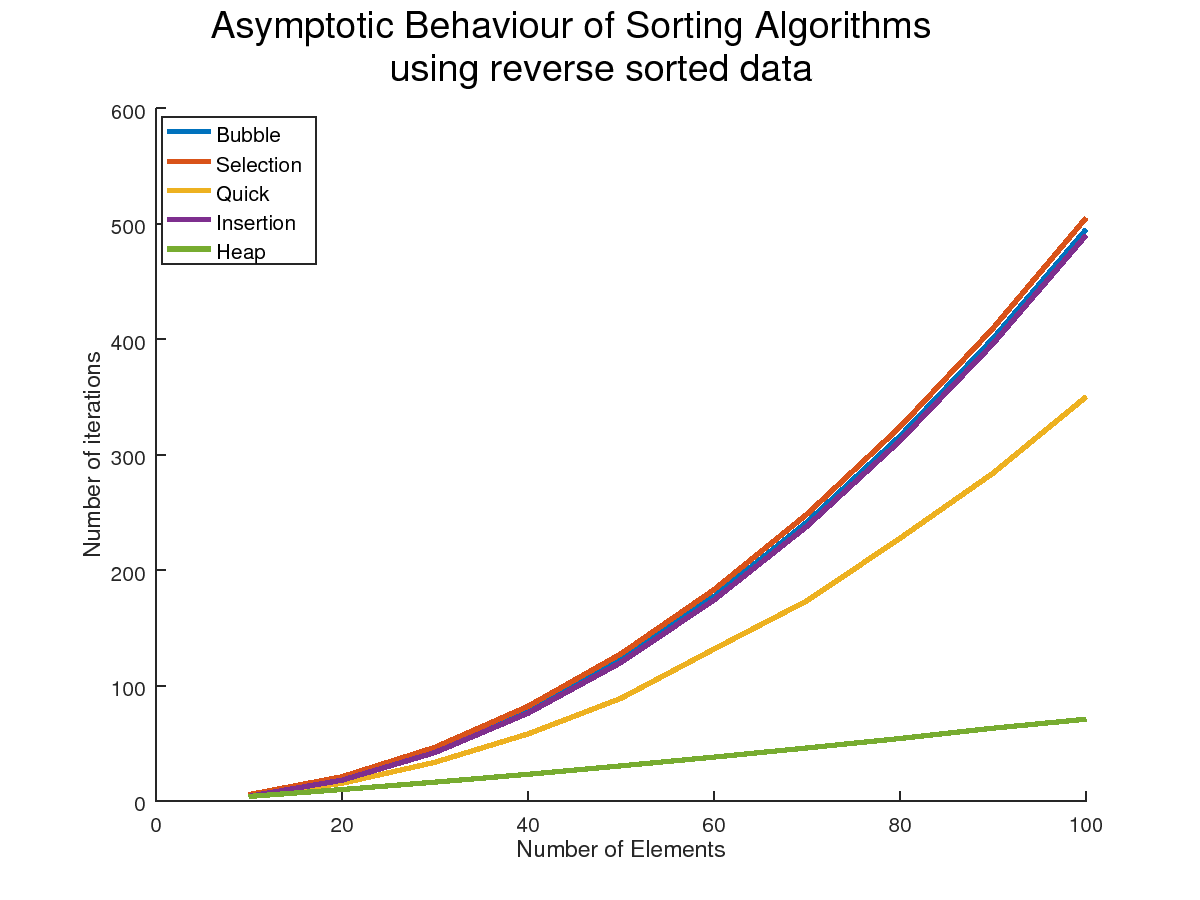 Asymptotic Behaviour of Sorting Algorithms
using reverse sorted data
600
500
400
300
200
100
0
Number of iterations
Bubble
Selection
Quick
Insertion
Heap
0 20 40 60 80 100
Number of Elements